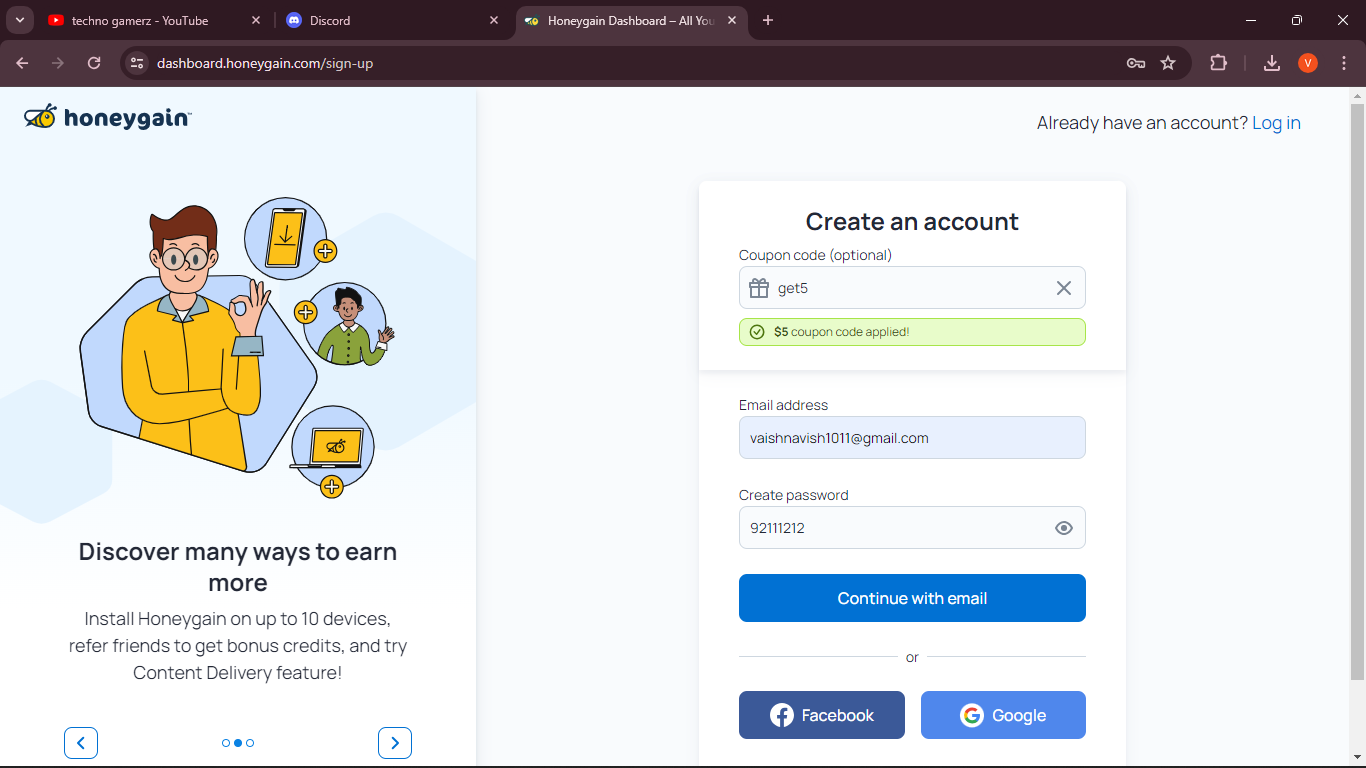 techno gamerz - YouTube
Discord
Honeygain Dashboard – All You
dashboard.honeygain.com/sign-up
V
honeygain™
Already have an account? Log in
Create an account
Coupon code (optional)
get5
$5 coupon code applied!
Email address
vaishnavish1011@gmail.com
Create password
92111212
Continue with email
or
Facebook
Google
Discover many ways to earn
more
Install Honeygain on up to 10 devices,
refer friends to get bonus credits, and try
Content Delivery feature!